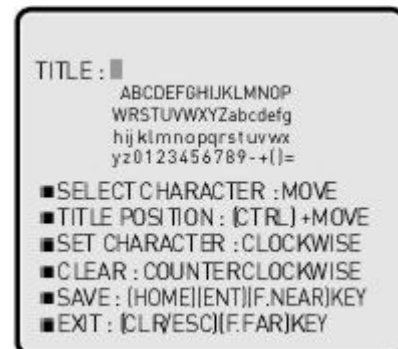 TITLE :
ABCDEFGHIJKLMNOP
WRSTUVWXYZabcdefg
hijklmnopqrstuvwx
yz0123456789-+()=
■SELECT CHARACTER : MOVE
■TITLE POSITION : (CTRL) +MOVE
■SET CHARACTER : CLOCKWISE
■CLEAR : COUNTERCLOCKWISE
■SAVE : (HOME)(ENT)(F.NEAR)KEY
■EXIT : (CLR/ESC)(F.FAR)KEY